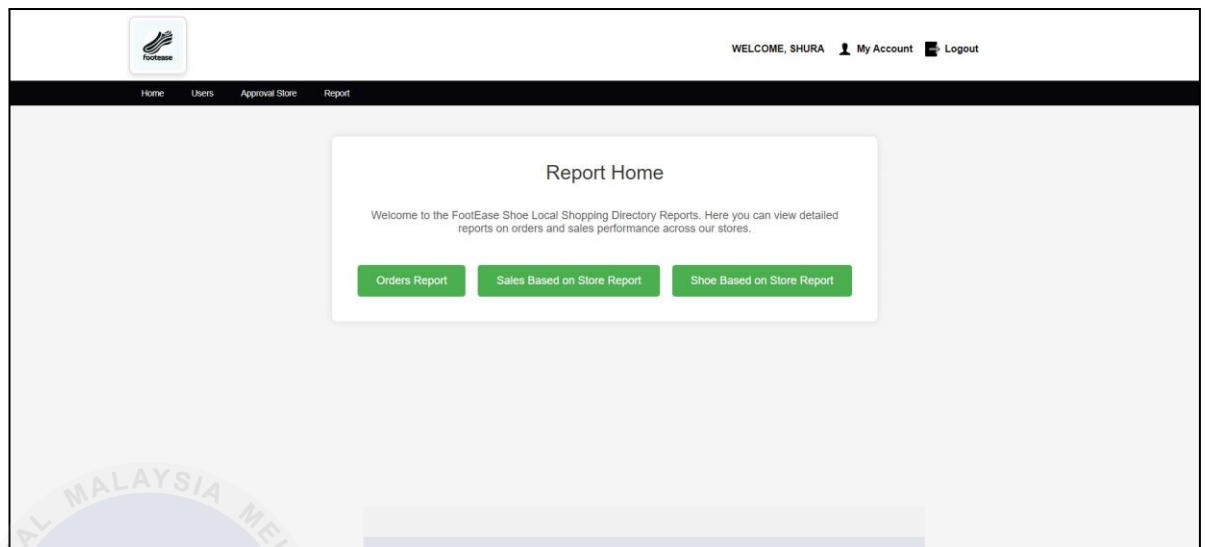 footease
WELCOME, SHURA My Account Logout
Home Users Approval Store Report
Report Home
Welcome to the FootEase Shoe Local Shopping Directory Reports. Here you can view detailed
reports on orders and sales performance across our stores.
Orders Report Sales Based on Store Report Shoe Based on Store Report
MALAYSIA